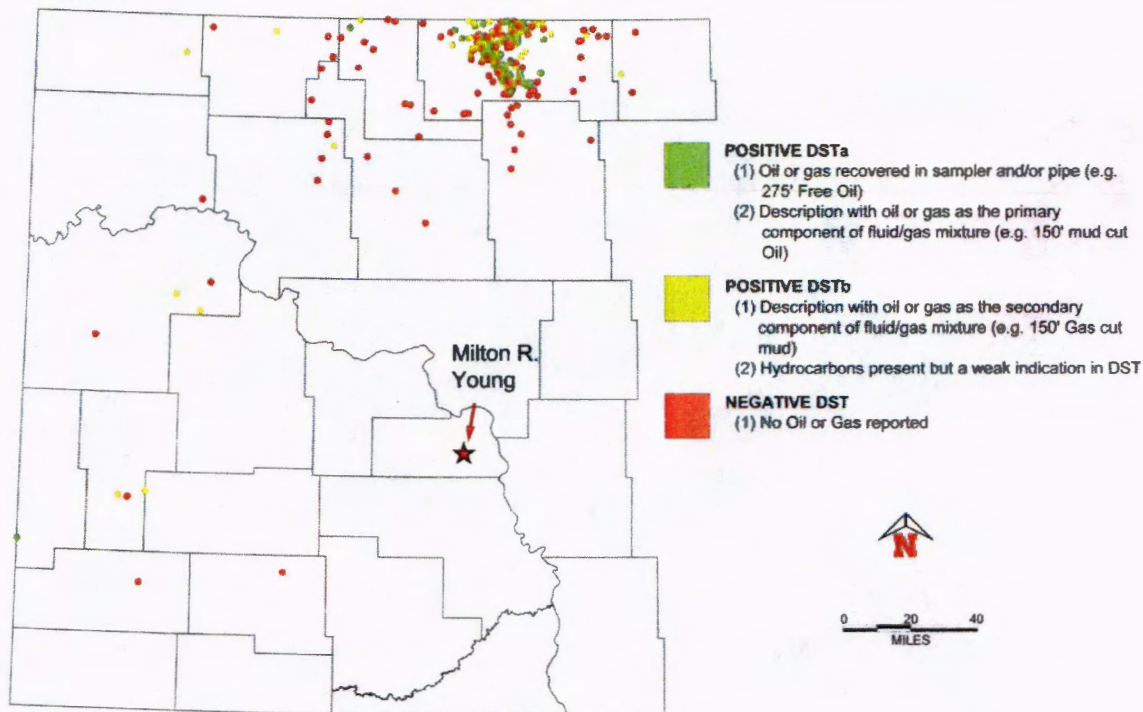 Milton R.
Young
POSITIVE DSTa
(1) Oil or gas recovered in sampler and/or pipe (e.g.
275' Free Oil)
(2) Description with oil or gas as the primary
component of fluid/gas mixture (e.g. 150' mud cut
Oil)
POSITIVE DSTb
(1) Description with oil or gas as the secondary
component of fluid/gas mixture (e.g. 150' Gas cut
mud)
(2) Hydrocarbons present but a weak indication in DST
NEGATIVE DST
(1) No Oil or Gas reported
N
0 20 40
MILES